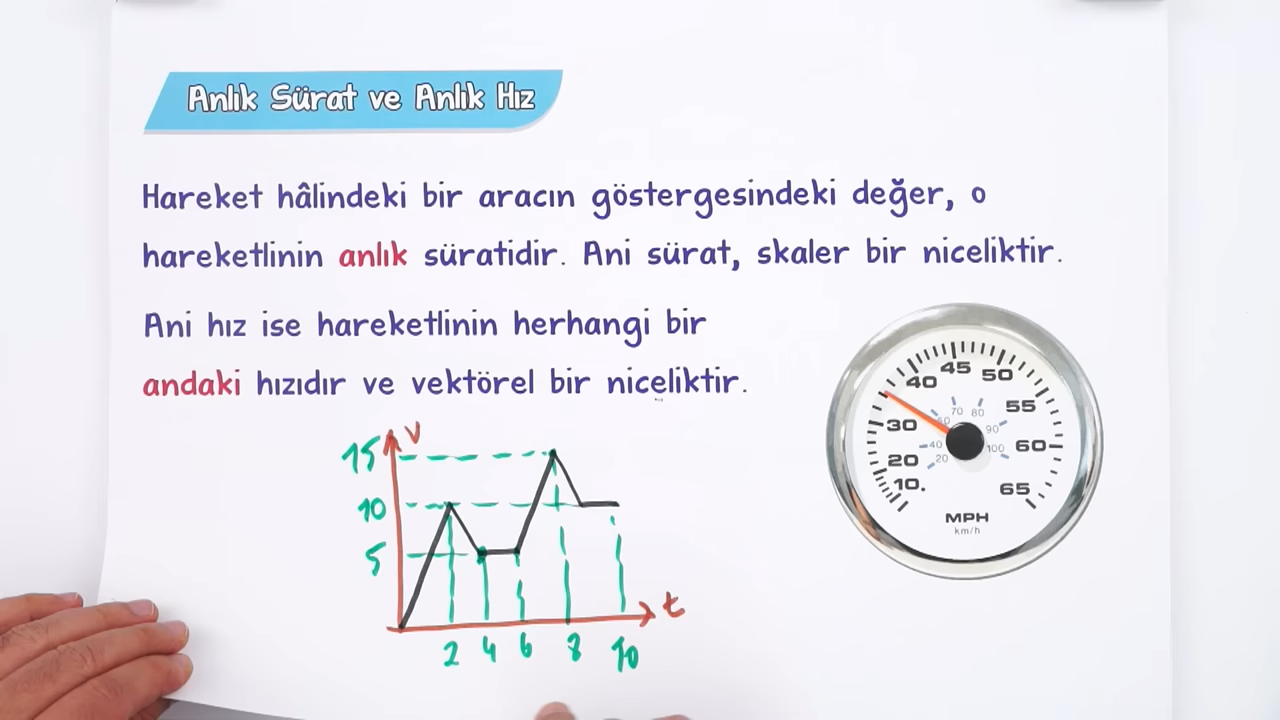 Anlık Sürat ve Anlık Hız
Hareket hâlindeki bir aracın göstergesindeki değer, o
hareketlinin anlık süratidir. Ani sürat, skaler bir niceliktir.
Ani hız ise hareketlinin herhangi bir
andaki hızıdır ve vektörel bir niceliktir.
v
15
10
5
2 4 6 8 10
t
10. 20 30 40 45 50 55 60 65
20 40 60 70 80 90 100
MPH
km/h